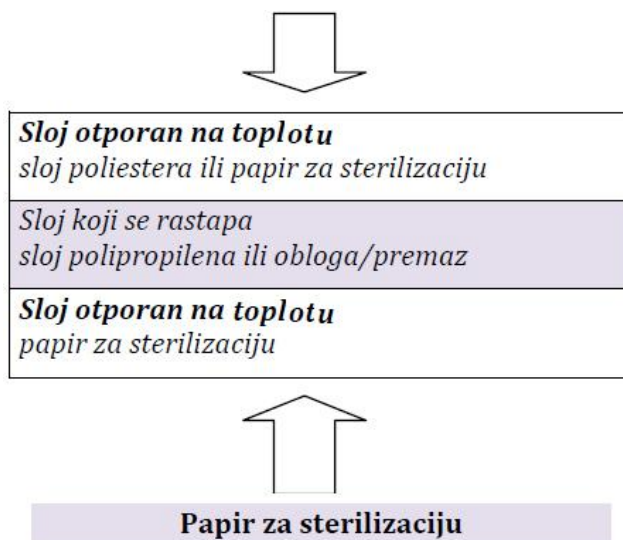 Sloj otporan na toplotu
sloj poliestera ili papir za sterilizaciju
Sloj koji se rastapa
sloj polipropilena ili obloga/premaz
Sloj otporan na toplotu
papir za sterilizaciju
Papir za sterilizaciju